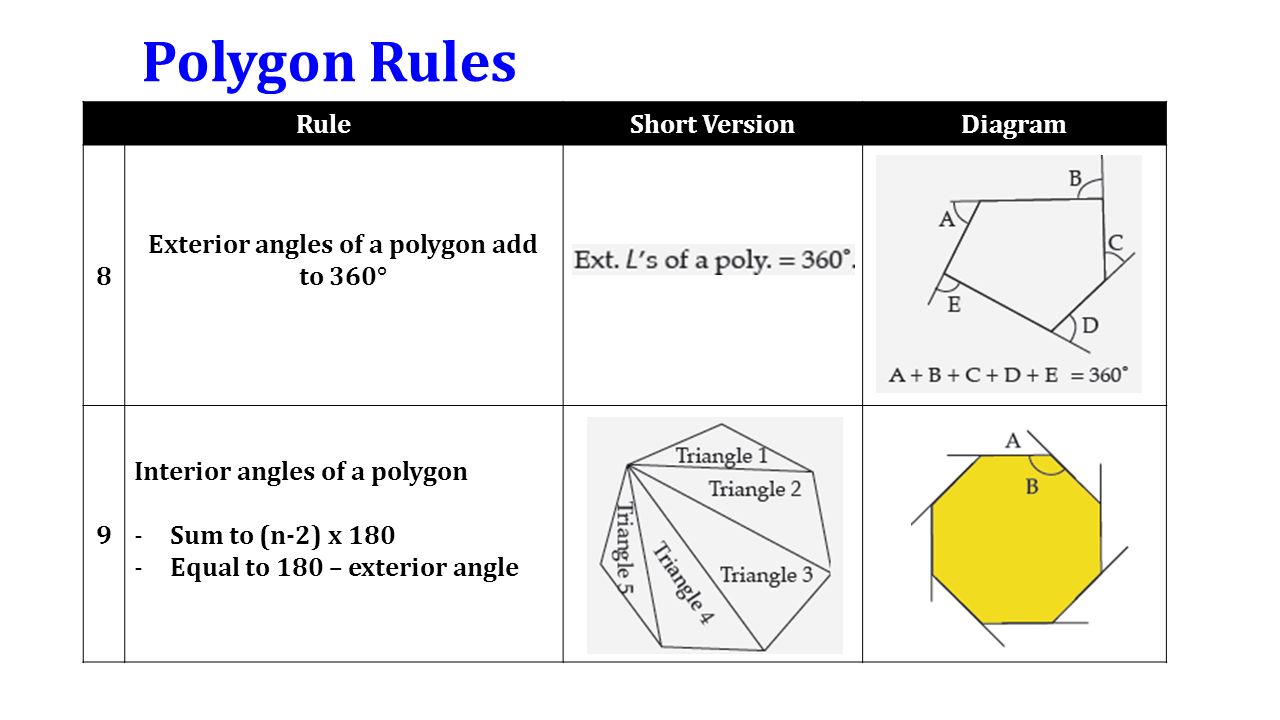 Polygon Rules
Rule
Short Version
Diagram
8
Exterior angles of a polygon add
to 360°
Ext. L's of a poly. = 360°.
B
A
C
E
D
A + B + C + D + E = 360°
9
Interior angles of a polygon
- Sum to (n-2) x 180
- Equal to 180 – exterior angle
Triangle 1
Triangle 2
Triangle 3
Triangle 4
Triangle 5
A
B